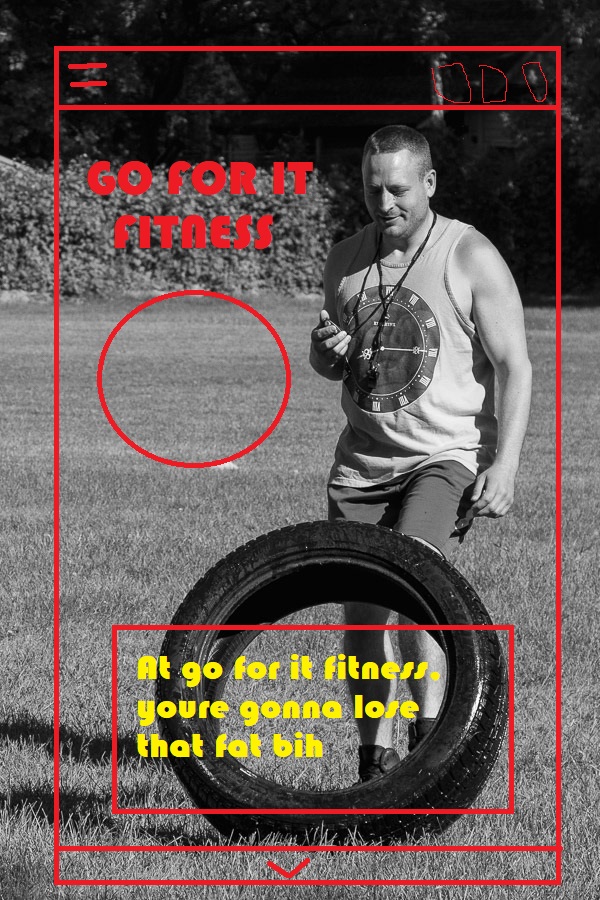 GO FOR IT
FITNESS
At go for it fitness,
youre gonna lose
that fat bih